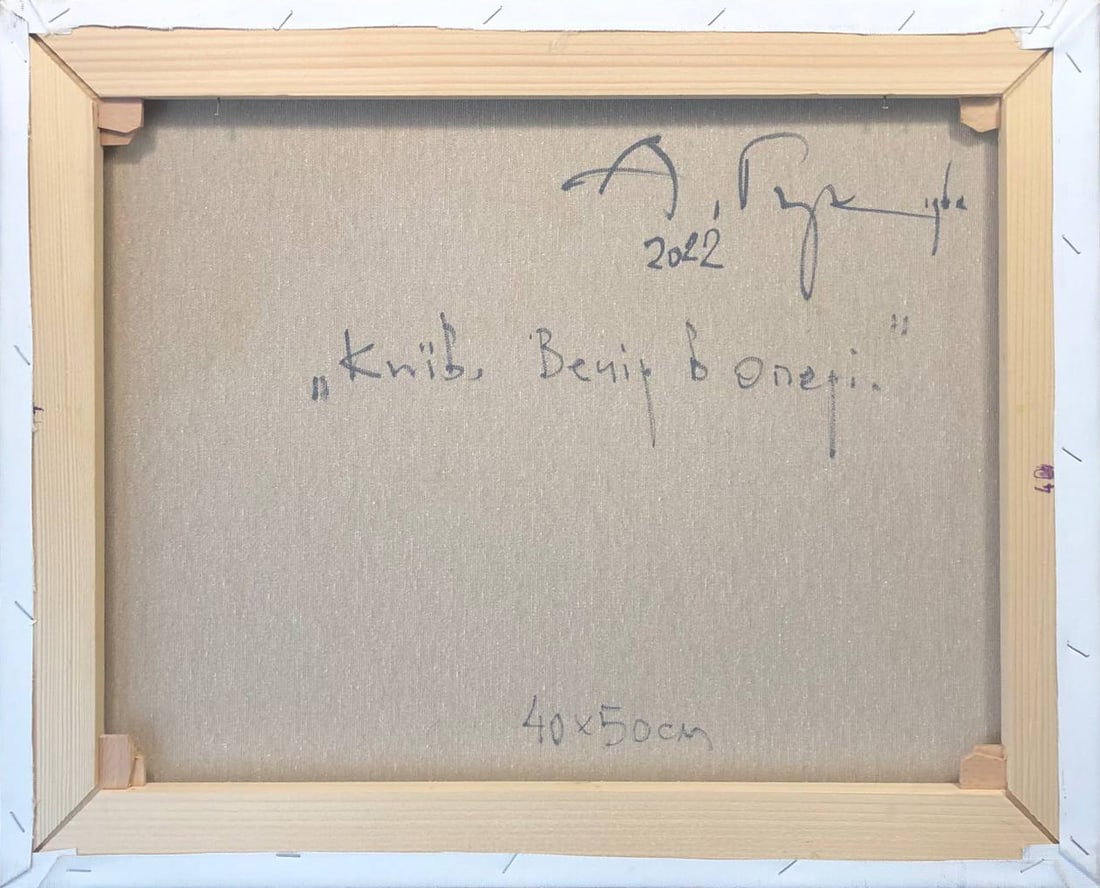 А.
2022
„Київ. Вечір в опері."
40×50см